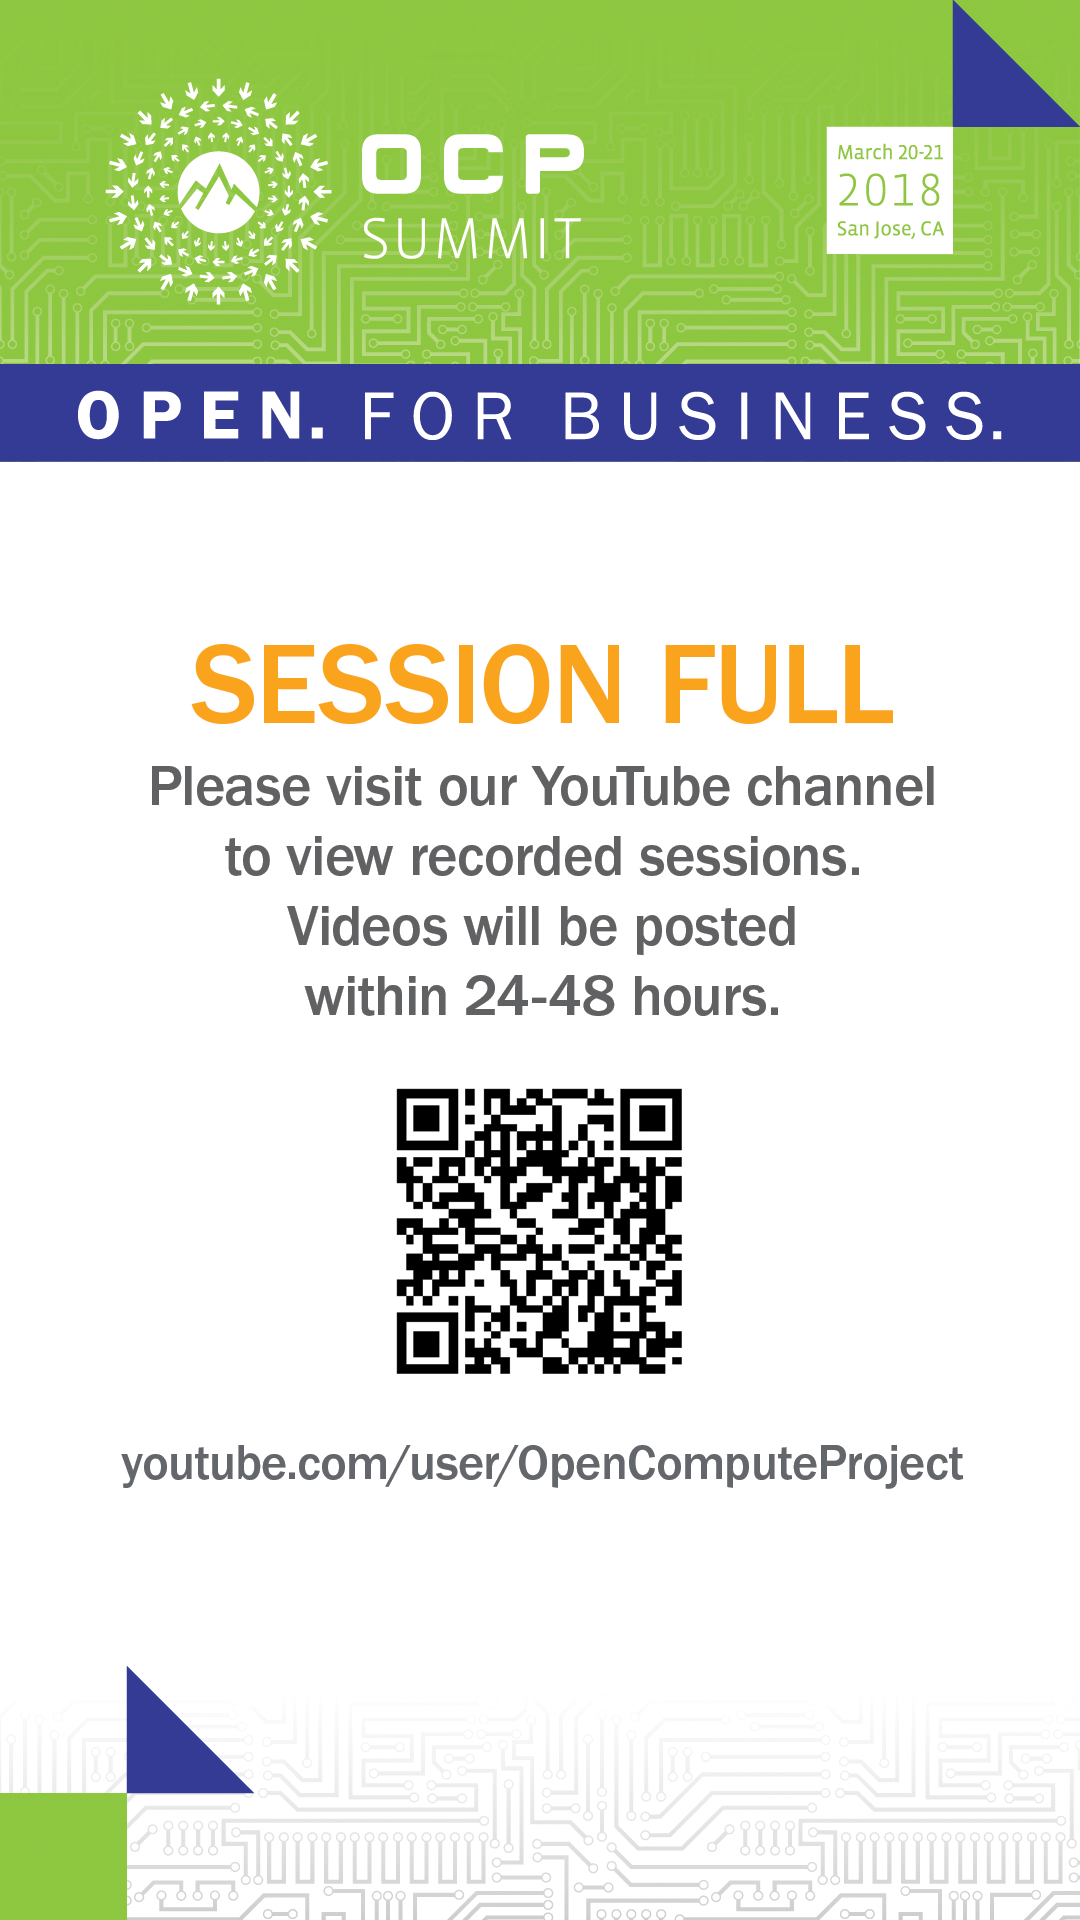 OCP
SUMMIT
March 20-21
2018
San Jose, CA
OPEN. FOR BUSINESS.
SESSION FULL
Please visit our YouTube channel
to view recorded sessions.
Videos will be posted
within 24-48 hours.
youtube.com/user/OpenComputeProject